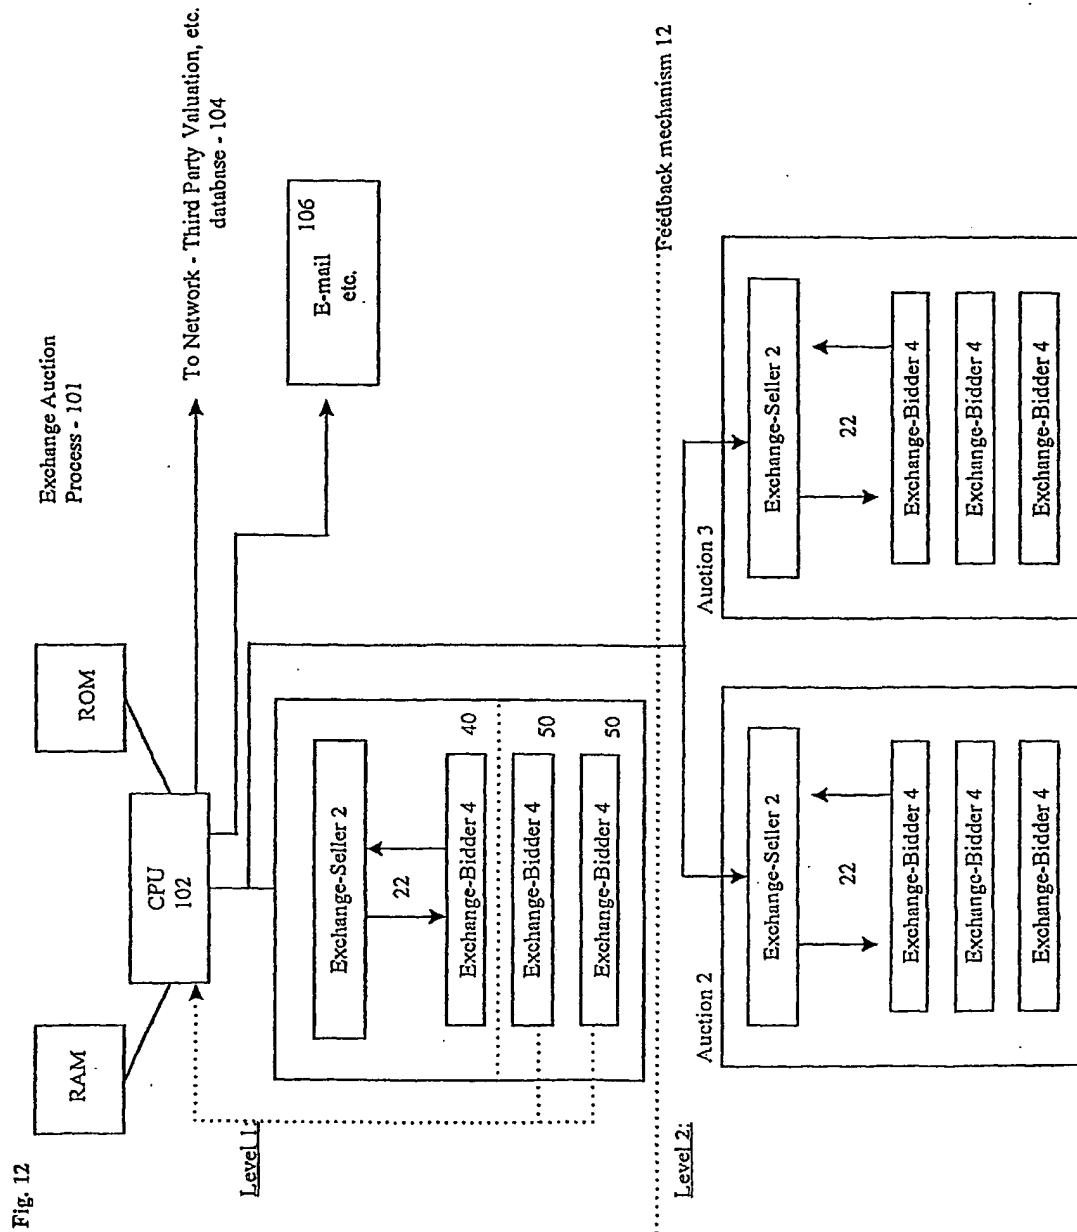 Fig. 12
Exchange Auction
Process - 101
RAM
ROM
CPU
102
To Network - Third Party Valuation, etc.
database - 104
106
E-mail
etc.
Level 1:
Exchange-Seller 2
22
Exchange-Bidder 4
40
Exchange-Bidder 4
50
Exchange-Bidder 4
50
Feedback mechanism 12
Level 2:
Auction 2
Exchange-Seller 2
22
Exchange-Bidder 4
Exchange-Bidder 4
Exchange-Bidder 4
Auction 3
Exchange-Seller 2
22
Exchange-Bidder 4
Exchange-Bidder 4
Exchange-Bidder 4